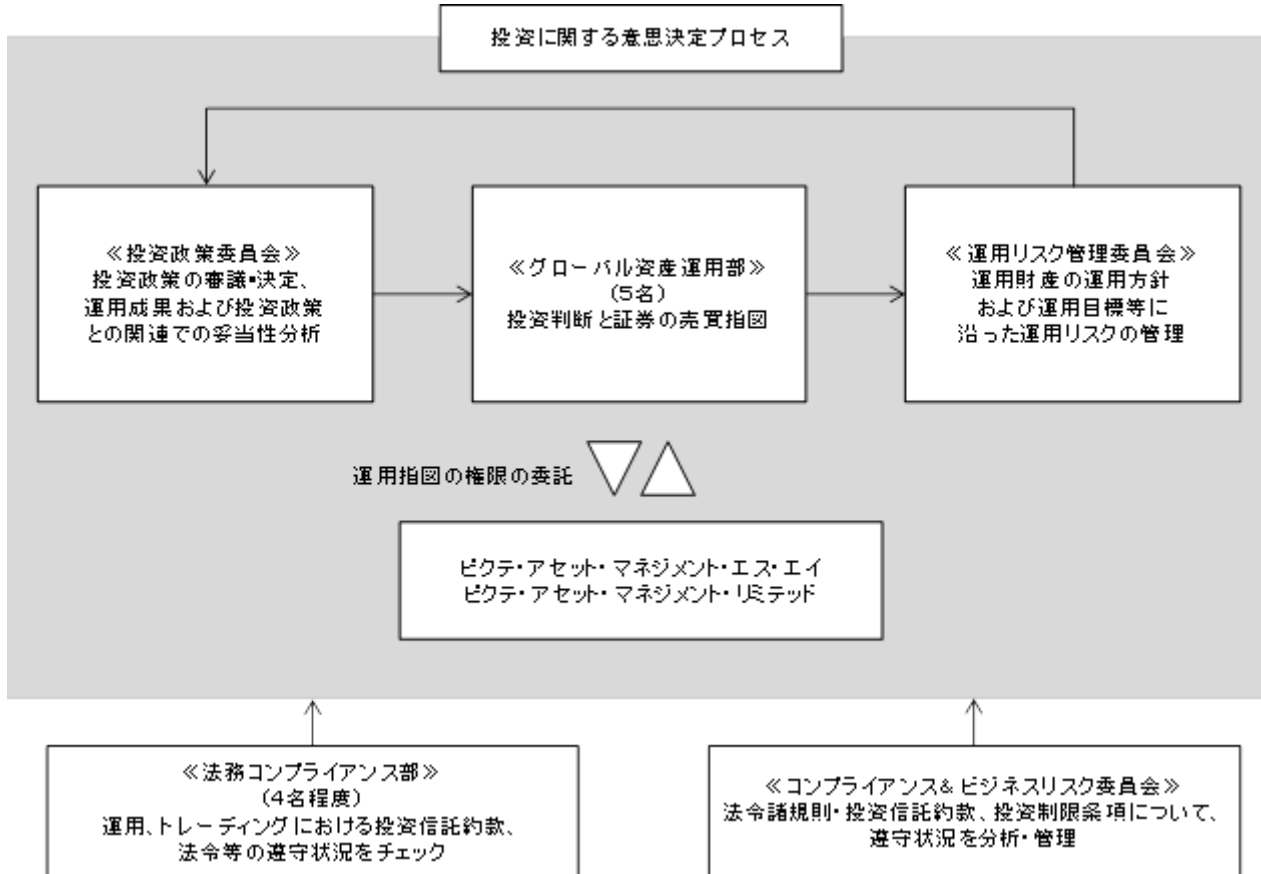 投資に関する意思決定プロセス
≪投資政策委員会≫
投資政策の審議・決定、
運用成果および投資政策
との関連での妥当性分析
≪グローバル資産運用部≫
(5名)
投資判断と証券の売買指図
≪運用リスク管理委員会≫
運用財産の運用方針
および運用目標等に
沿った運用リスクの管理
運用指図の権限の委託
ピクテ・アセット・マネジメント・エス・エイ
ピクテ・アセット・マネジメント・リミテッド
≪法務コンプライアンス部≫
(4名程度)
運用、トレーディングにおける投資信託約款、
法令等の遵守状況をチェック
≪コンプライアンス&ビジネスリスク委員会≫
法令諸規則・投資信託約款、投資制限条項について、
遵守状況を分析・管理